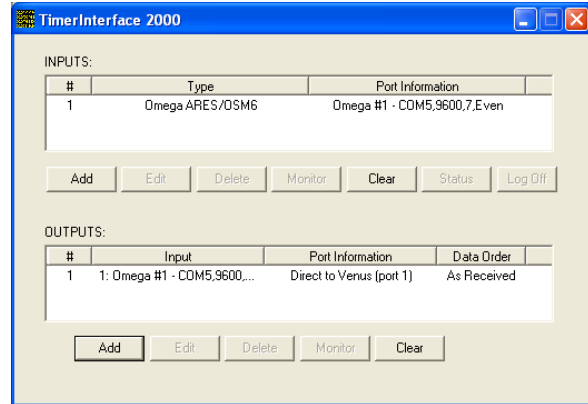 TimerInterface 2000
INPUTS:
# Type Port Information
1 Omega ARES/OSM6 Omega #1 - COM5,9600,7,Even
Add Edit Delete Monitor Clear Status Log Off
OUTPUTS:
# Input Port Information Data Order
1 1: Omega #1 - COM5,9600,... Direct to Venus (port 1) As Received
Add Edit Delete Monitor Clear